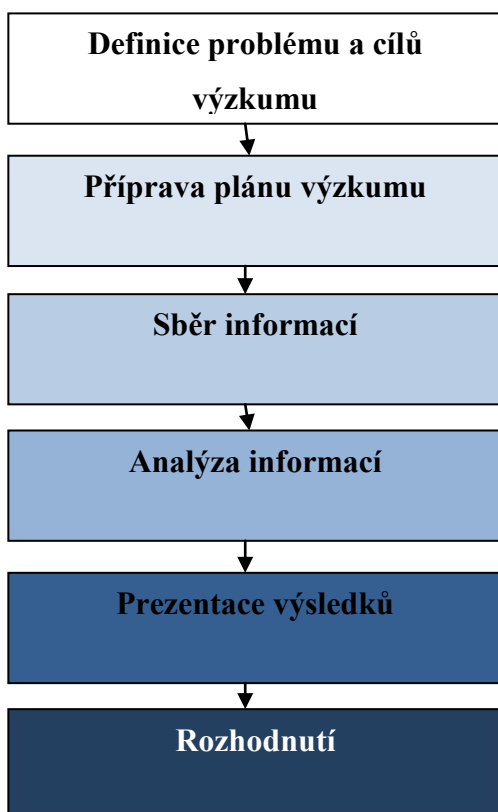 Definice problému a cílů
výzkumu
Příprava plánu výzkumu
Sběr informací
Analýza informací
Prezentace výsledků
Rozhodnutí